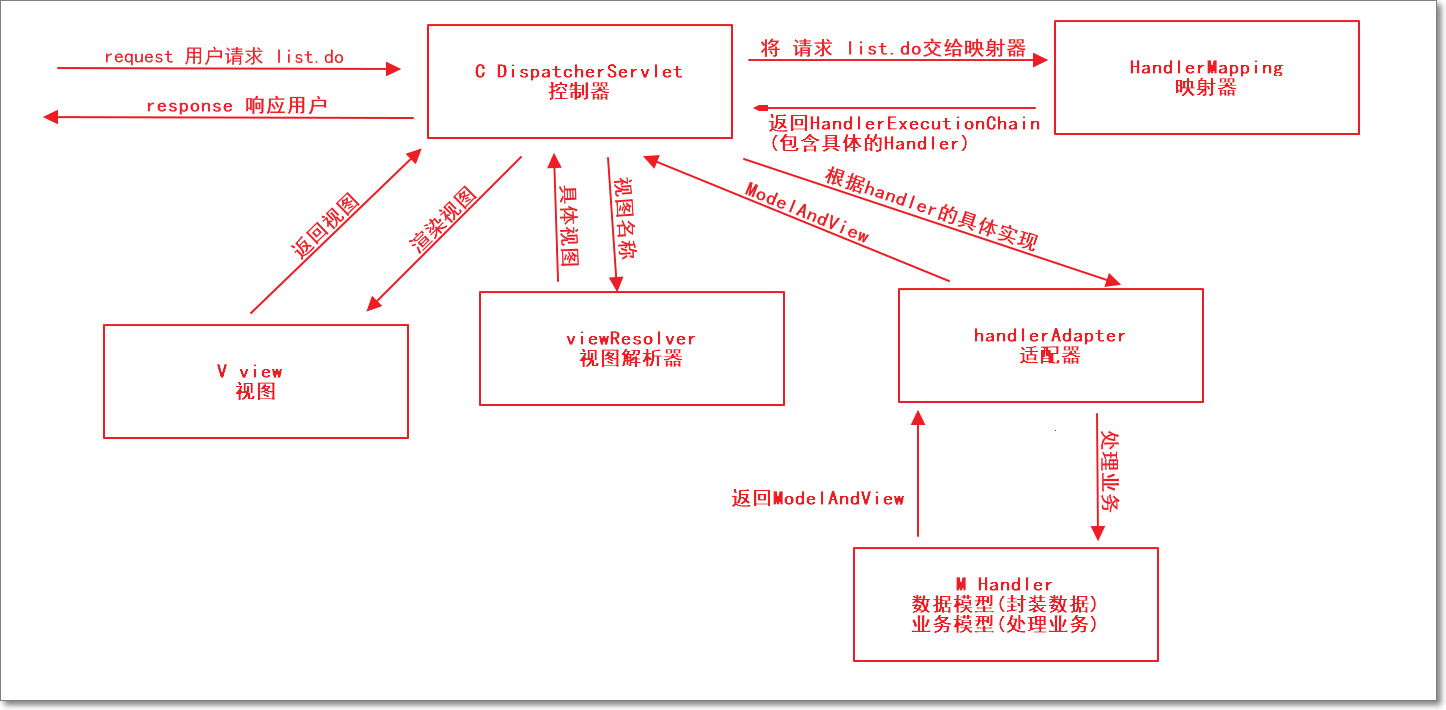 request 用户请求 list.do
response 响应用户
C DispatcherServlet
控制器
将 请求 list.do交给映射器
返回HandlerExecutionChain
(包含具体的Handler)
HandlerMapping
映射器
返回视图
渲染视图
具体视图
视图名称
ModelAndView
根据handler的具体实现
V view
视图
viewResolver
视图解析器
handlerAdapter
适配器
返回ModelAndView
处理业务
M Handler
数据模型(封装数据)
业务模型(处理业务)